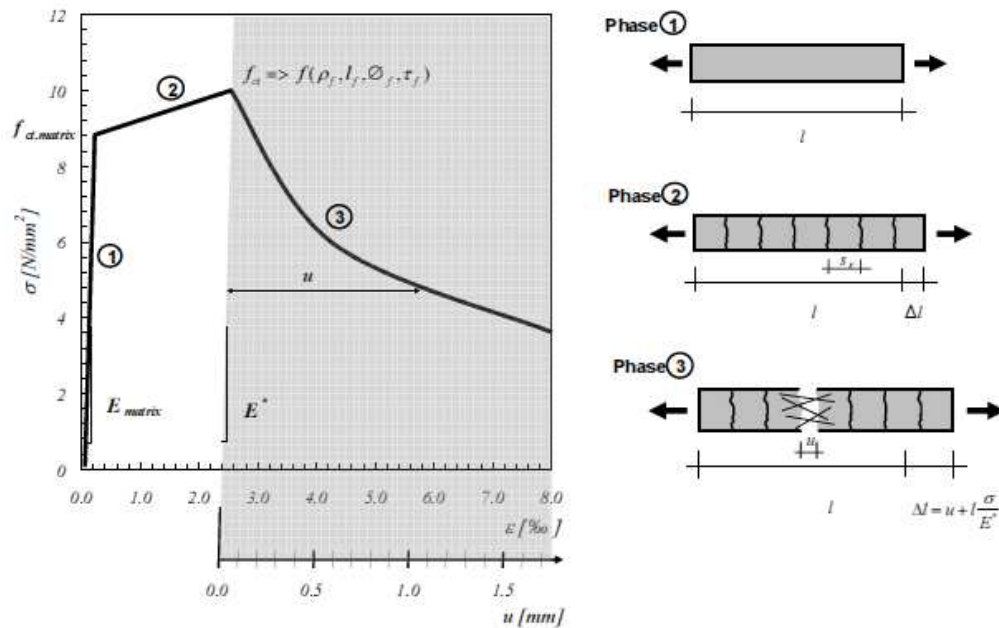 12
10
8
6
4
2
0
σ [N/mm²]
f ct.matrix
1
2
3
f_ct => f(ρ_f, l_f, ∅_f, τ_f)
u
E matrix
E*
0.0 1.0 2.0 3.0 4.0 5.0 6.0 7.0 8.0
ε [‰]
0.0 0.5 1.0 1.5
u [mm]
Phase 1
l
Phase 2
s_r
l Δl
Phase 3
u
l Δl = u + l σ/E*